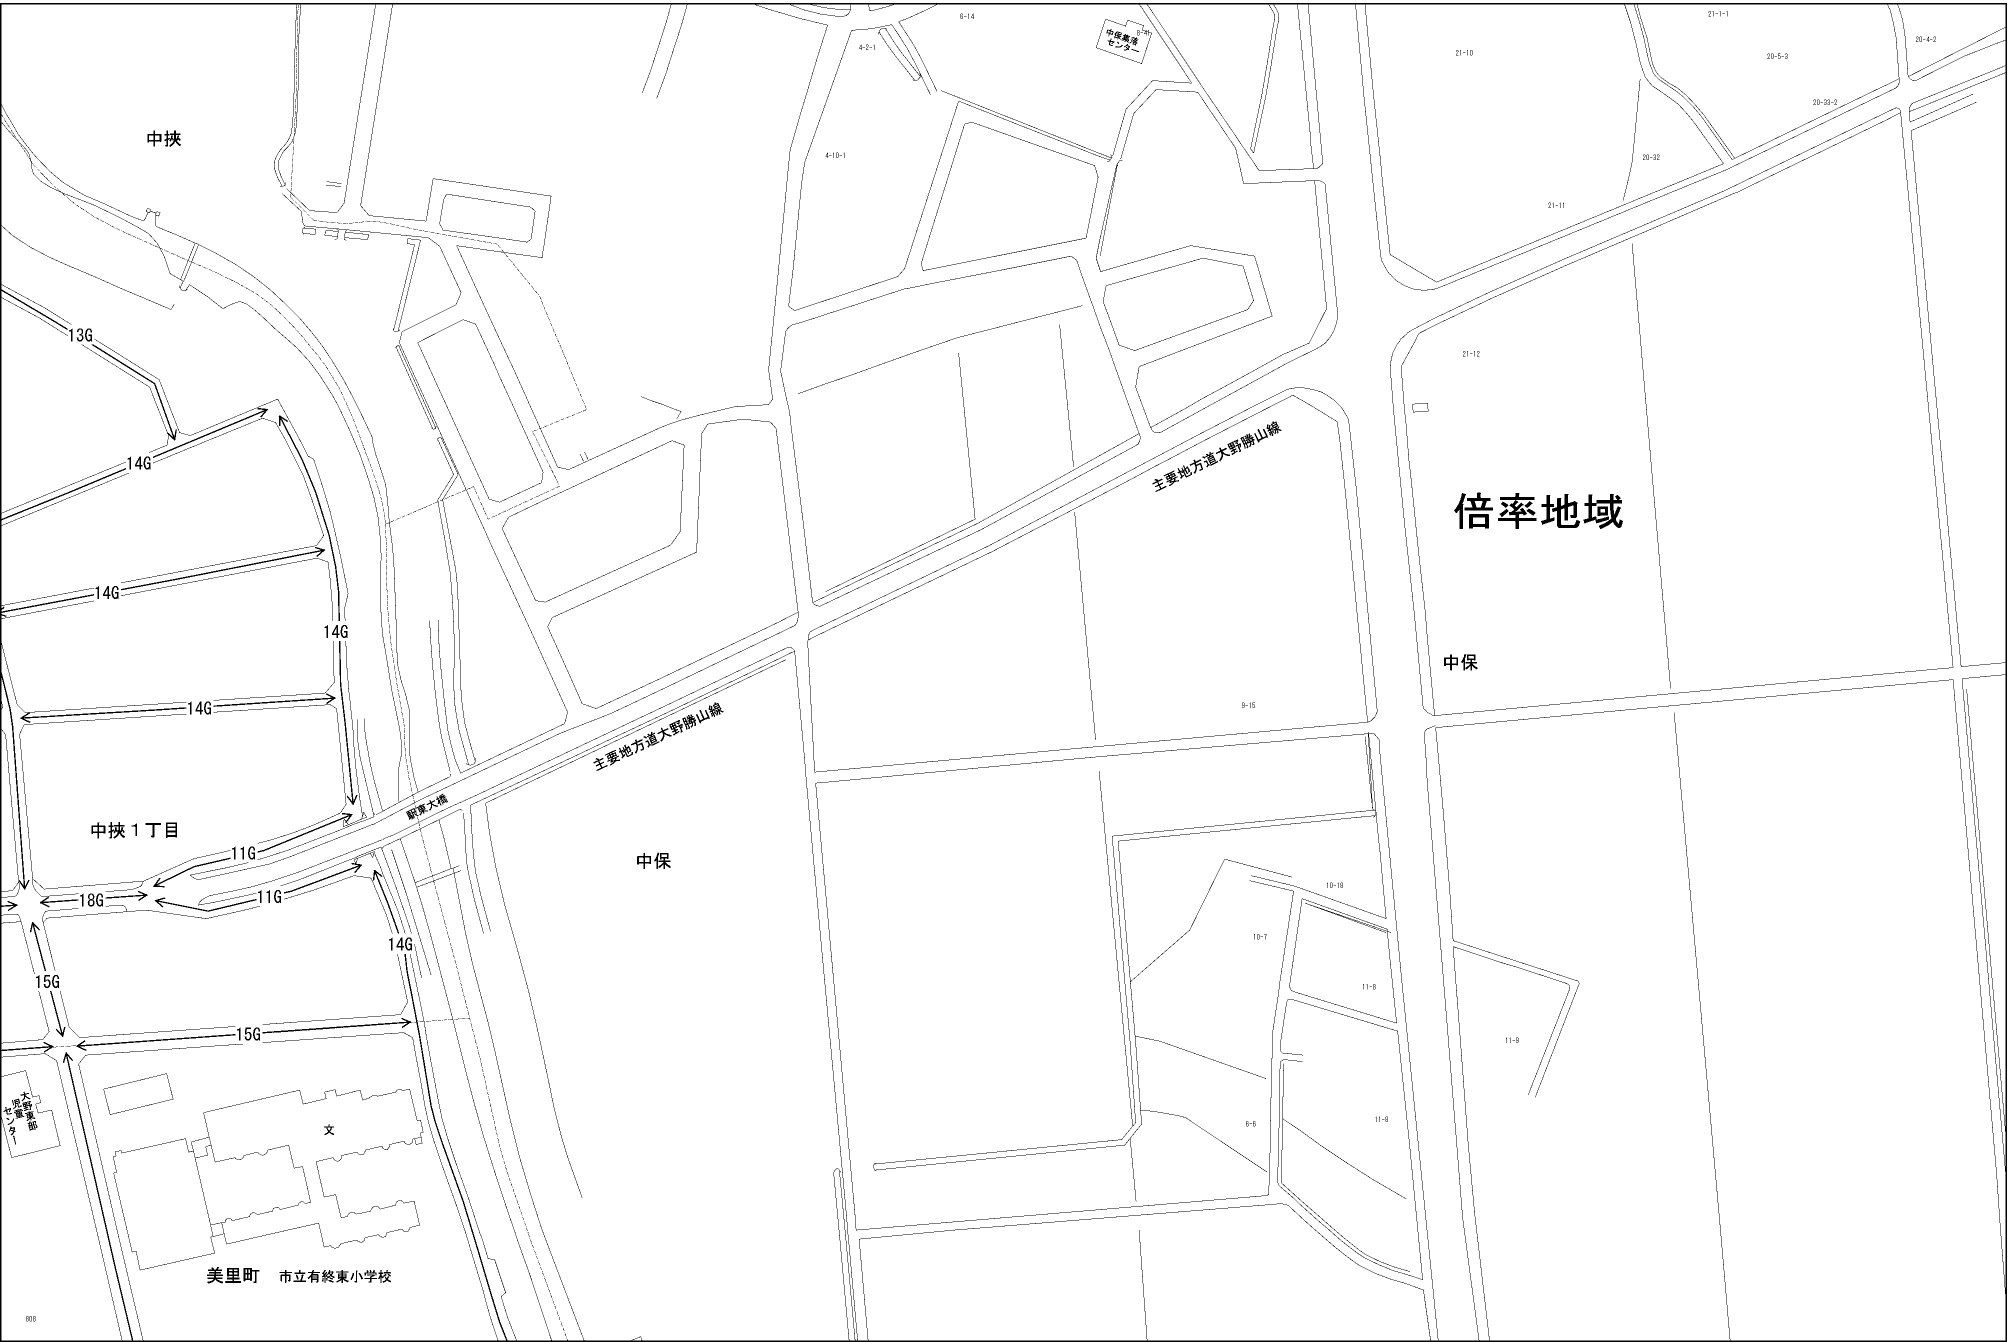 6-14
21-1-1
4-2-1
中保集落
センター
21-10
20-4-2
20-5-3
20-33-2
中挾
4-10-1
20-32
21-11
13G
21-12
14G
主要地方道大野勝山線
倍率地域
14G
14G
中保
14G
9-15
主要地方道大野勝山線
駅東大橋
中挾1丁目
11G
中保
18G
11G
10-18
14G
10-7
15G
11-8
15G
11-9
大野東部
児童
センター
文
11-8
6-6
美里町
市立有終東小学校
808